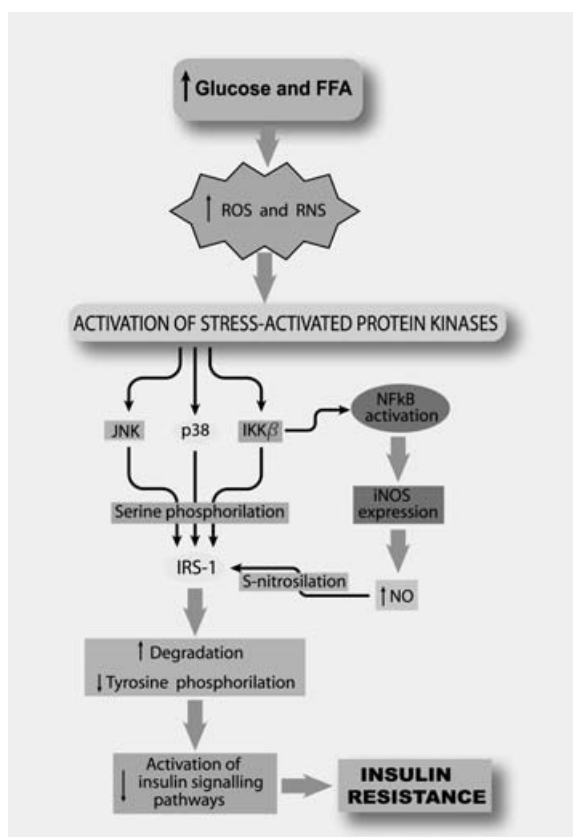 ↑ Glucose and FFA
↑ ROS and RNS
ACTIVATION OF STRESS-ACTIVATED PROTEIN KINASES
JNK
p38
IKKβ
NFkB
activation
iNOS
expression
Serine phosphorilation
IRS-1
S-nitrosilation
↑ NO
↑ Degradation
↓ Tyrosine phosphorilation
↓ Activation of
insulin signalling
pathways
INSULIN
RESISTANCE